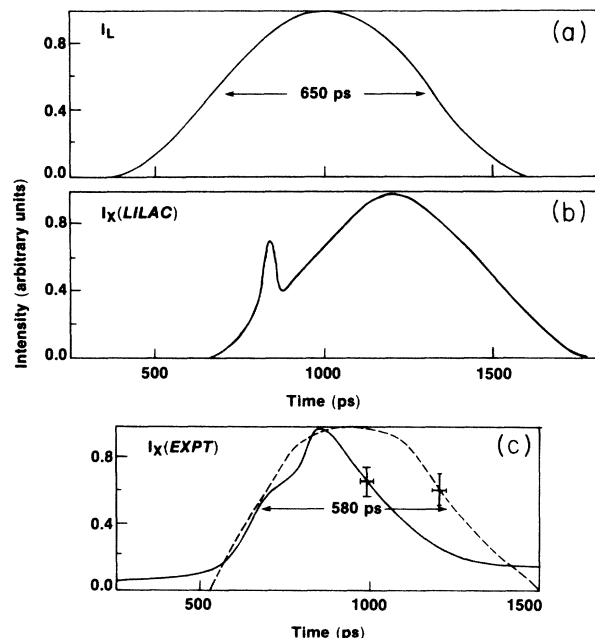 I_L
(a)
0.8
650 ps
0.4
0.0
I_X(LILAC)
(b)
0.8
0.4
0.0
Intensity (arbitrary units)
500
1000
1500
Time (ps)
I_X(EXPT)
(c)
0.8
580 ps
0.4
0.0
500
1000
1500
Time (ps)